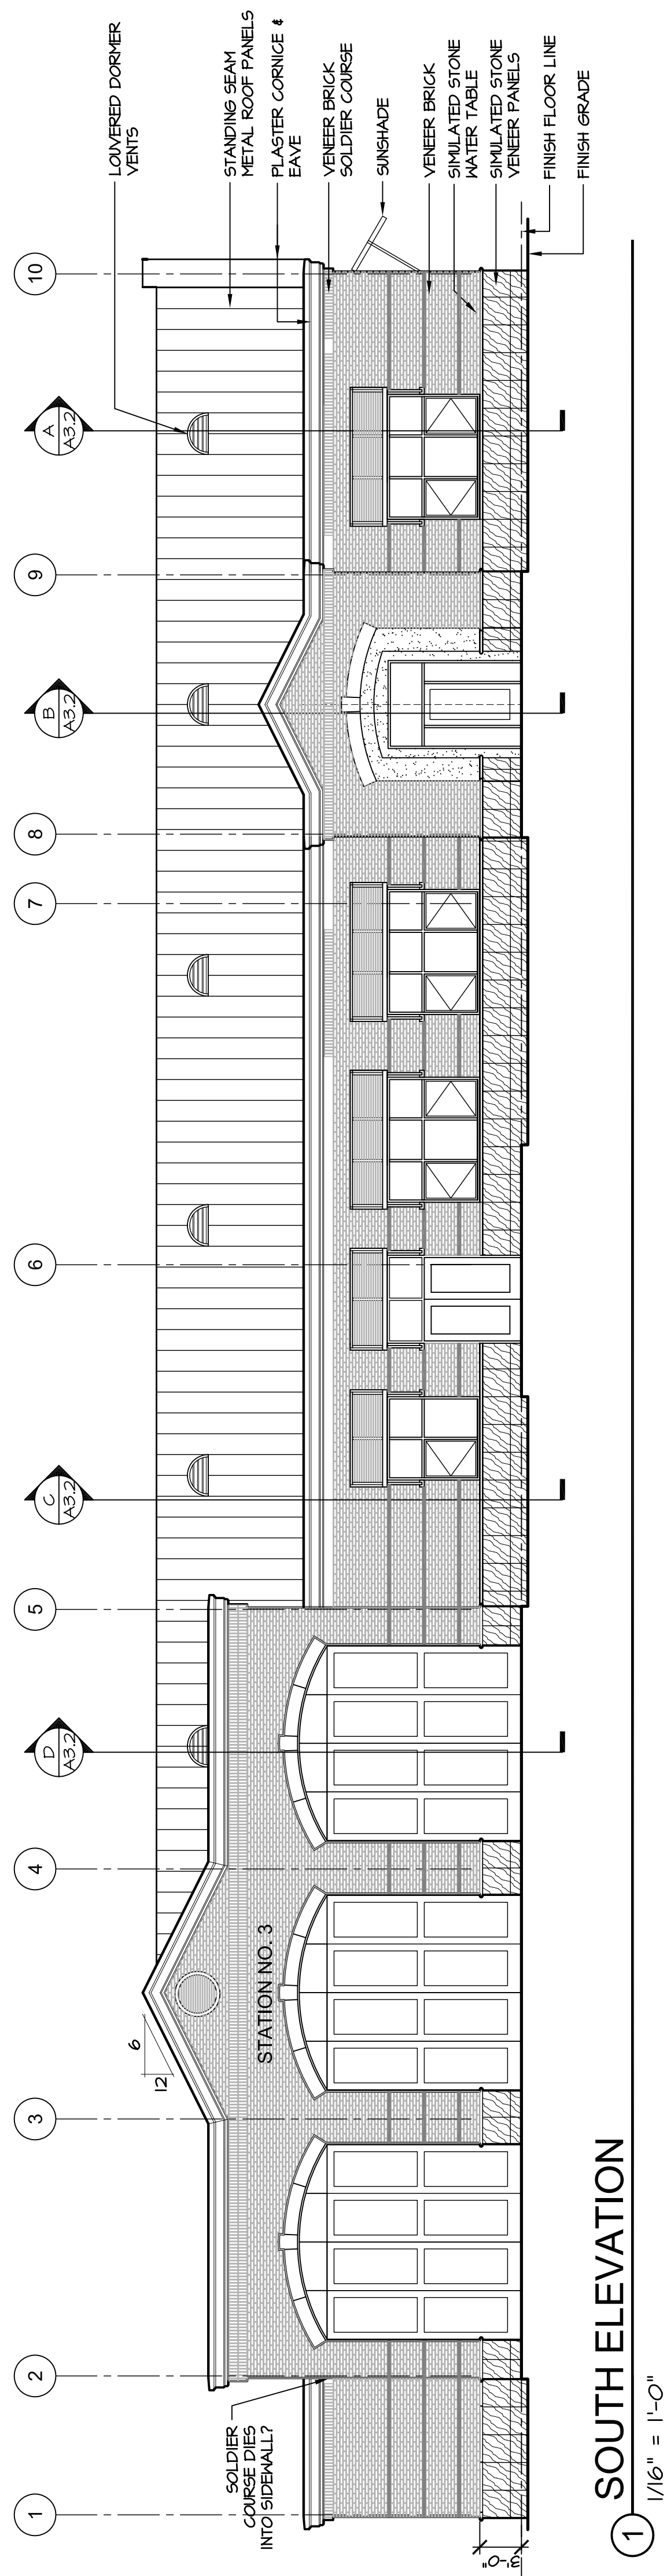 1
2
3
4
5
6
7
8
9
10
D
A3.2
C
A3.2
B
A3.2
A
A3.2
LOUVERED DORMER
VENTS
STANDING SEAM
METAL ROOF PANELS
PLASTER CORNICE &
EAVE
VENEER BRICK
SOLDIER COURSE
SUNSHADE
VENEER BRICK
SIMULATED STONE
WATER TABLE
SIMULATED STONE
VENEER PANELS
FINISH FLOOR LINE
FINISH GRADE
6
12
STATION NO. 3
SOLDIER
COURSE DIES
INTO SIDEWALL?
3'-0"
1
SOUTH ELEVATION
1/16" = 1'-0"